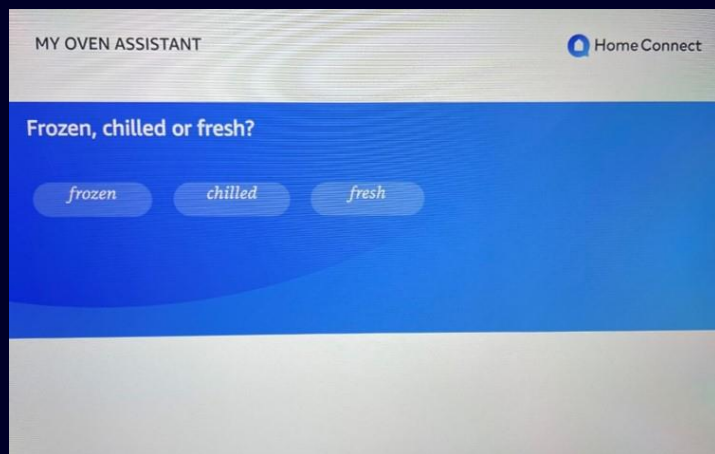 MY OVEN ASSISTANT
Home Connect
Frozen, chilled or fresh?
frozen chilled fresh